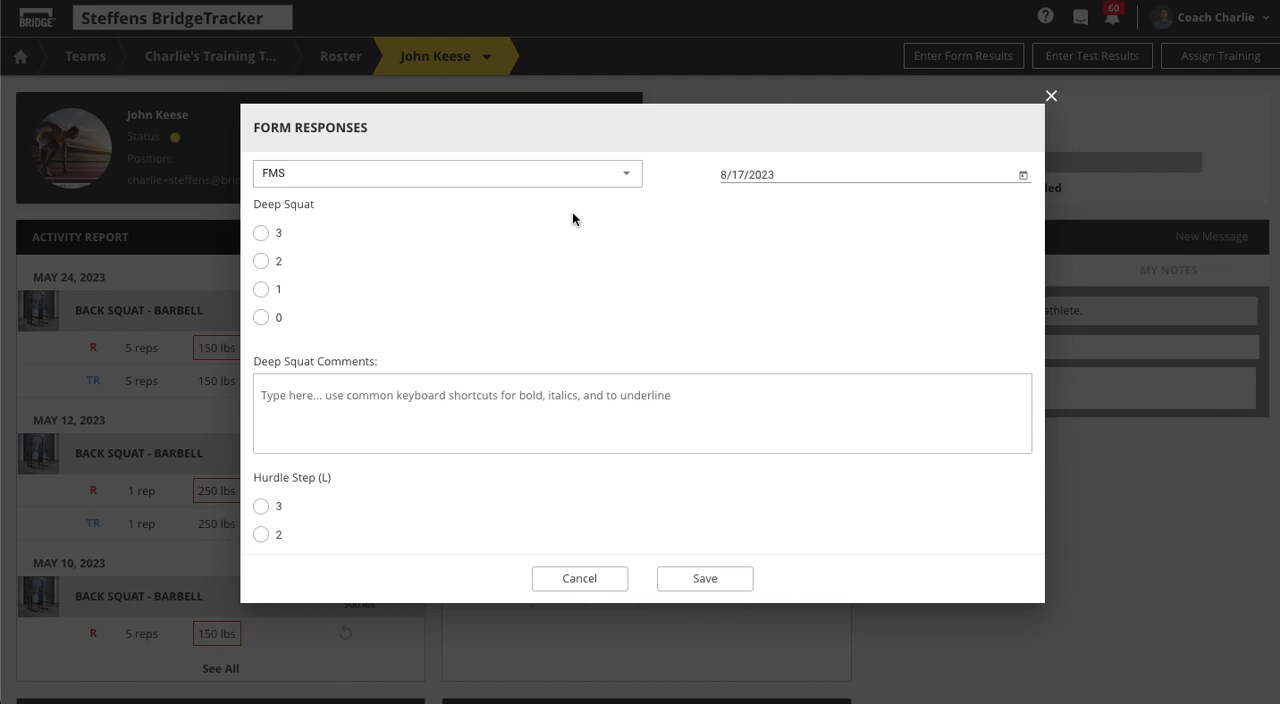 BRIDGE
Steffens BridgeTracker
60
Coach Charlie
Teams
Charlie's Training T...
Roster
John Keese
Enter Form Results
Enter Test Results
Assign Training
John Keese
Status
Position:
charlie+steffens@bri
led
ACTIVITY REPORT
New Message
MY NOTES
athlete.
MAY 24, 2023
BACK SQUAT - BARBELL
R 5 reps 150 lbs
TR 5 reps 150 lbs
MAY 12, 2023
BACK SQUAT - BARBELL
R 1 rep 250 lbs
TR 1 rep 250 lbs
MAY 10, 2023
BACK SQUAT - BARBELL
R 5 reps 150 lbs
See All
FORM RESPONSES
FMS
8/17/2023
Deep Squat
3
2
1
0
Deep Squat Comments:
Type here... use common keyboard shortcuts for bold, italics, and to underline
Hurdle Step (L)
3
2
Cancel
Save